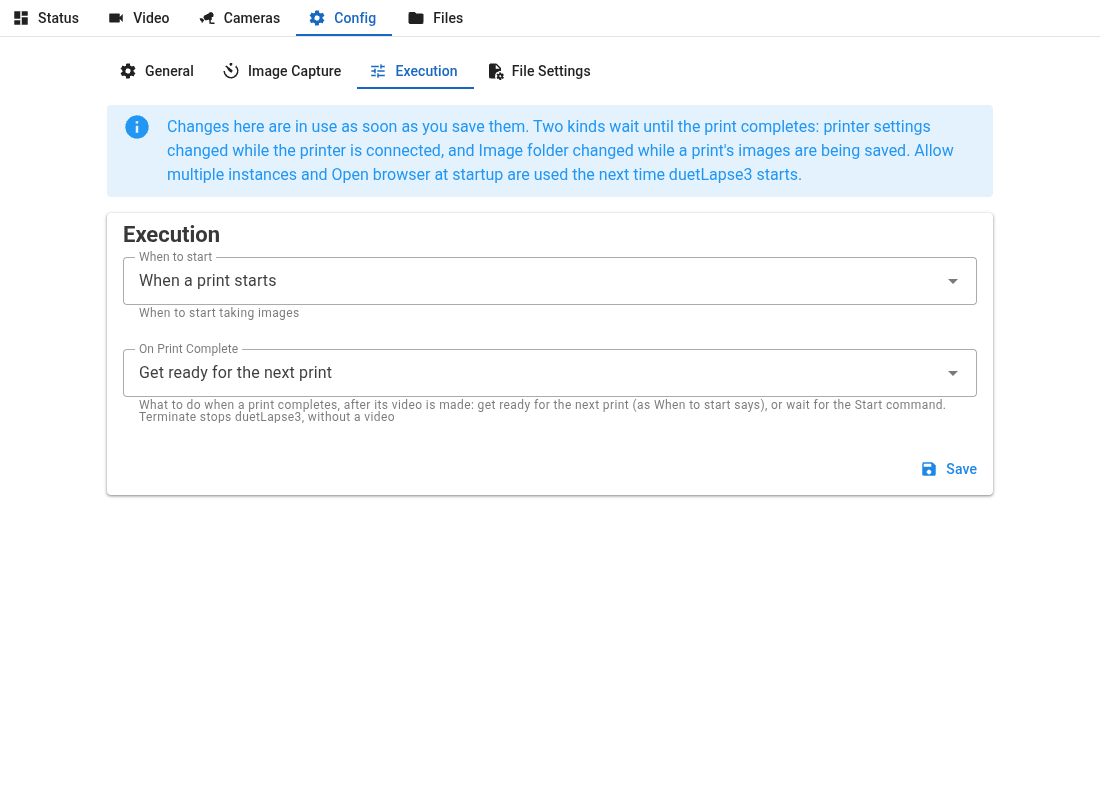 Status Video Cameras Config Files
General Image Capture Execution File Settings
Changes here are in use as soon as you save them. Two kinds wait until the print completes: printer settings
changed while the printer is connected, and Image folder changed while a print's images are being saved. Allow
multiple instances and Open browser at startup are used the next time duetLapse3 starts.
Execution
When to start
When a print starts
When to start taking images
On Print Complete
Get ready for the next print
What to do when a print completes, after its video is made: get ready for the next print (as When to start says), or wait for the Start command.
Terminate stops duetLapse3, without a video
Save